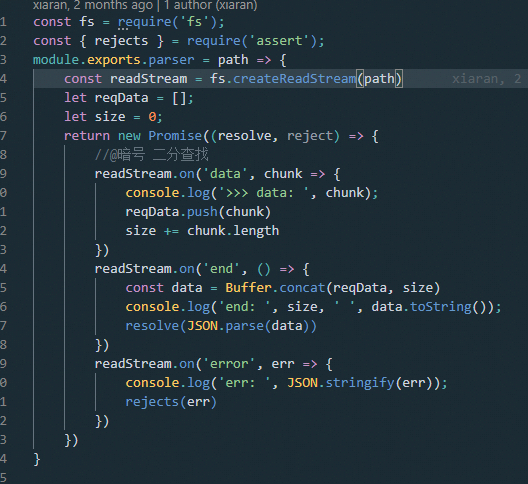 xiaran, 2 months ago | 1 author (xiaran)
1 const fs = require('fs');
2 const { rejects } = require('assert');
3 module.exports.parser = path => {
4 const readStream = fs.createReadStream(path) xiaran, 2
5 let reqData = [];
6 let size = 0;
7 return new Promise((resolve, reject) => {
8 //@暗号 二分查找
9 readStream.on('data', chunk => {
0 console.log('>>> data: ', chunk);
1 reqData.push(chunk)
2 size += chunk.length
3 })
4 readStream.on('end', () => {
5 const data = Buffer.concat(reqData, size)
6 console.log('end: ', size, ' ', data.toString());
7 resolve(JSON.parse(data))
8 })
9 readStream.on('error', err => {
0 console.log('err: ', JSON.stringify(err));
1 rejects(err)
2 })
3 })
4 }
5